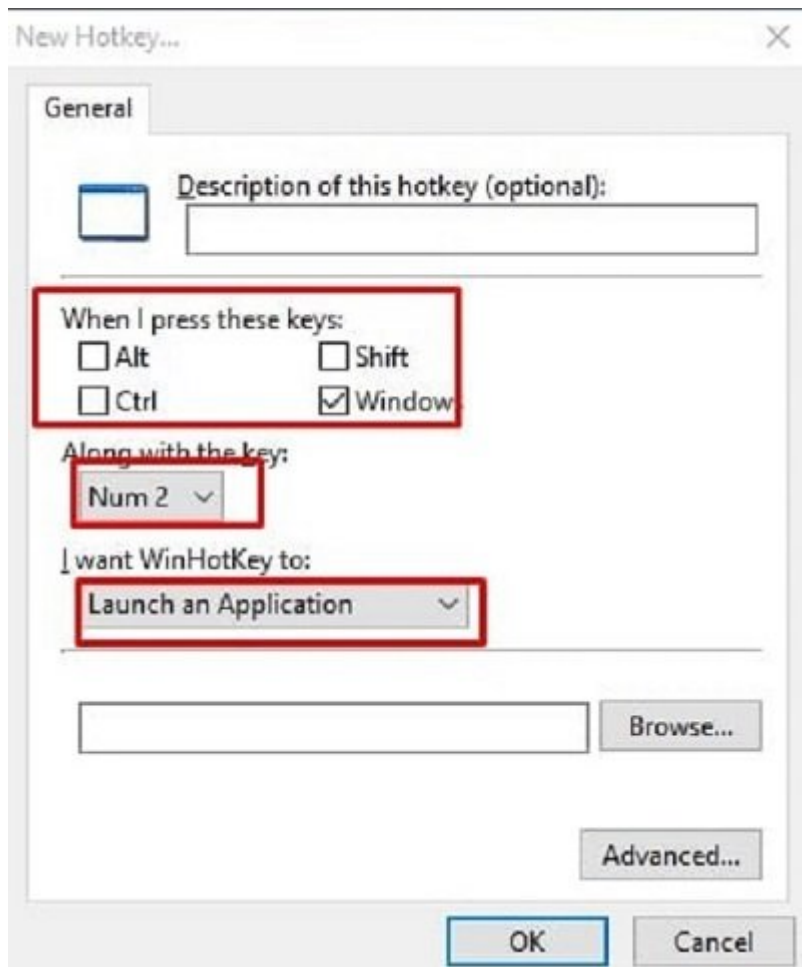 New Hotkey...
General
Description of this hotkey (optional):
When I press these keys:
Alt
Shift
Ctrl
Windows
Along with the key:
Num 2
I want WinHotKey to:
Launch an Application
Browse...
Advanced...
OK
Cancel